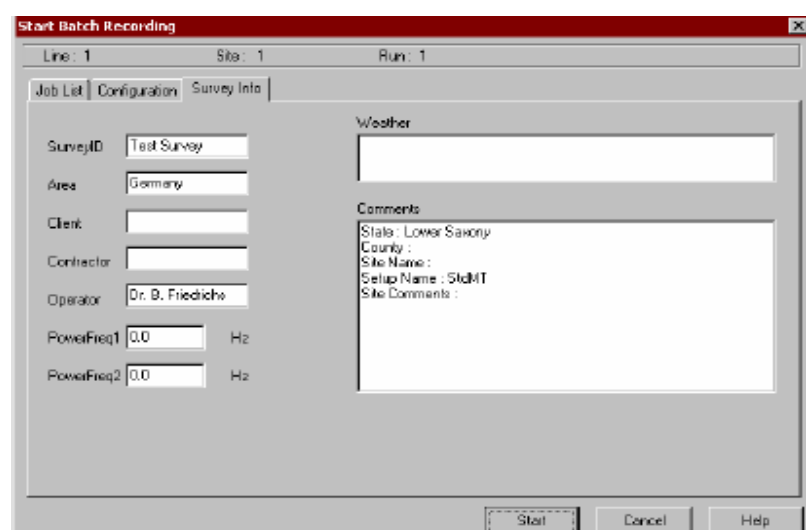 Start Batch Recording
Line : 1 Site : 1 Run : 1
Job List Configuration Survey Info
SurveyID Test Survey
Area Germany
Client
Contractor
Operator Dr. B. Friedrichs
PowerFreq1 0.0 Hz
PowerFreq2 0.0 Hz
Weather
Comments
State : Lower Saxony
County :
Site Name :
Setup Name : StdMT
Site Comments :
Start Cancel Help